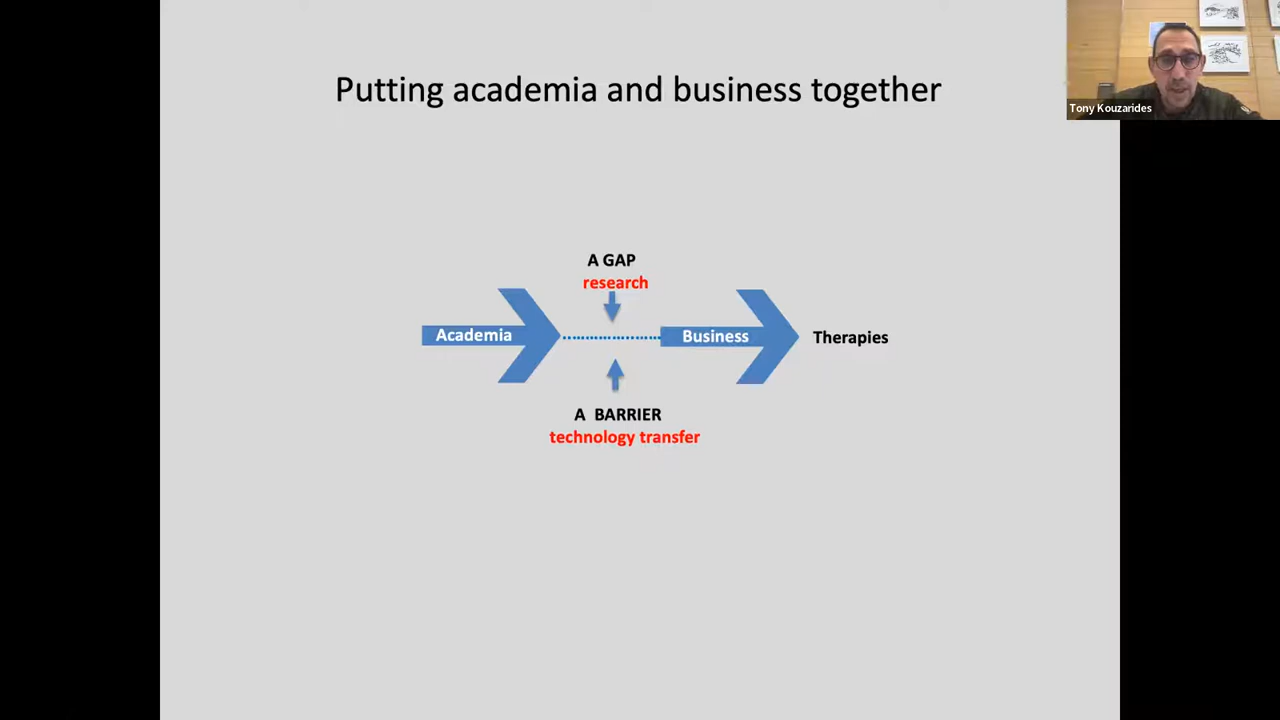 Putting academia and business together
Tony Kouzarides
A GAP
research
Academia
Business
Therapies
A BARRIER
technology transfer